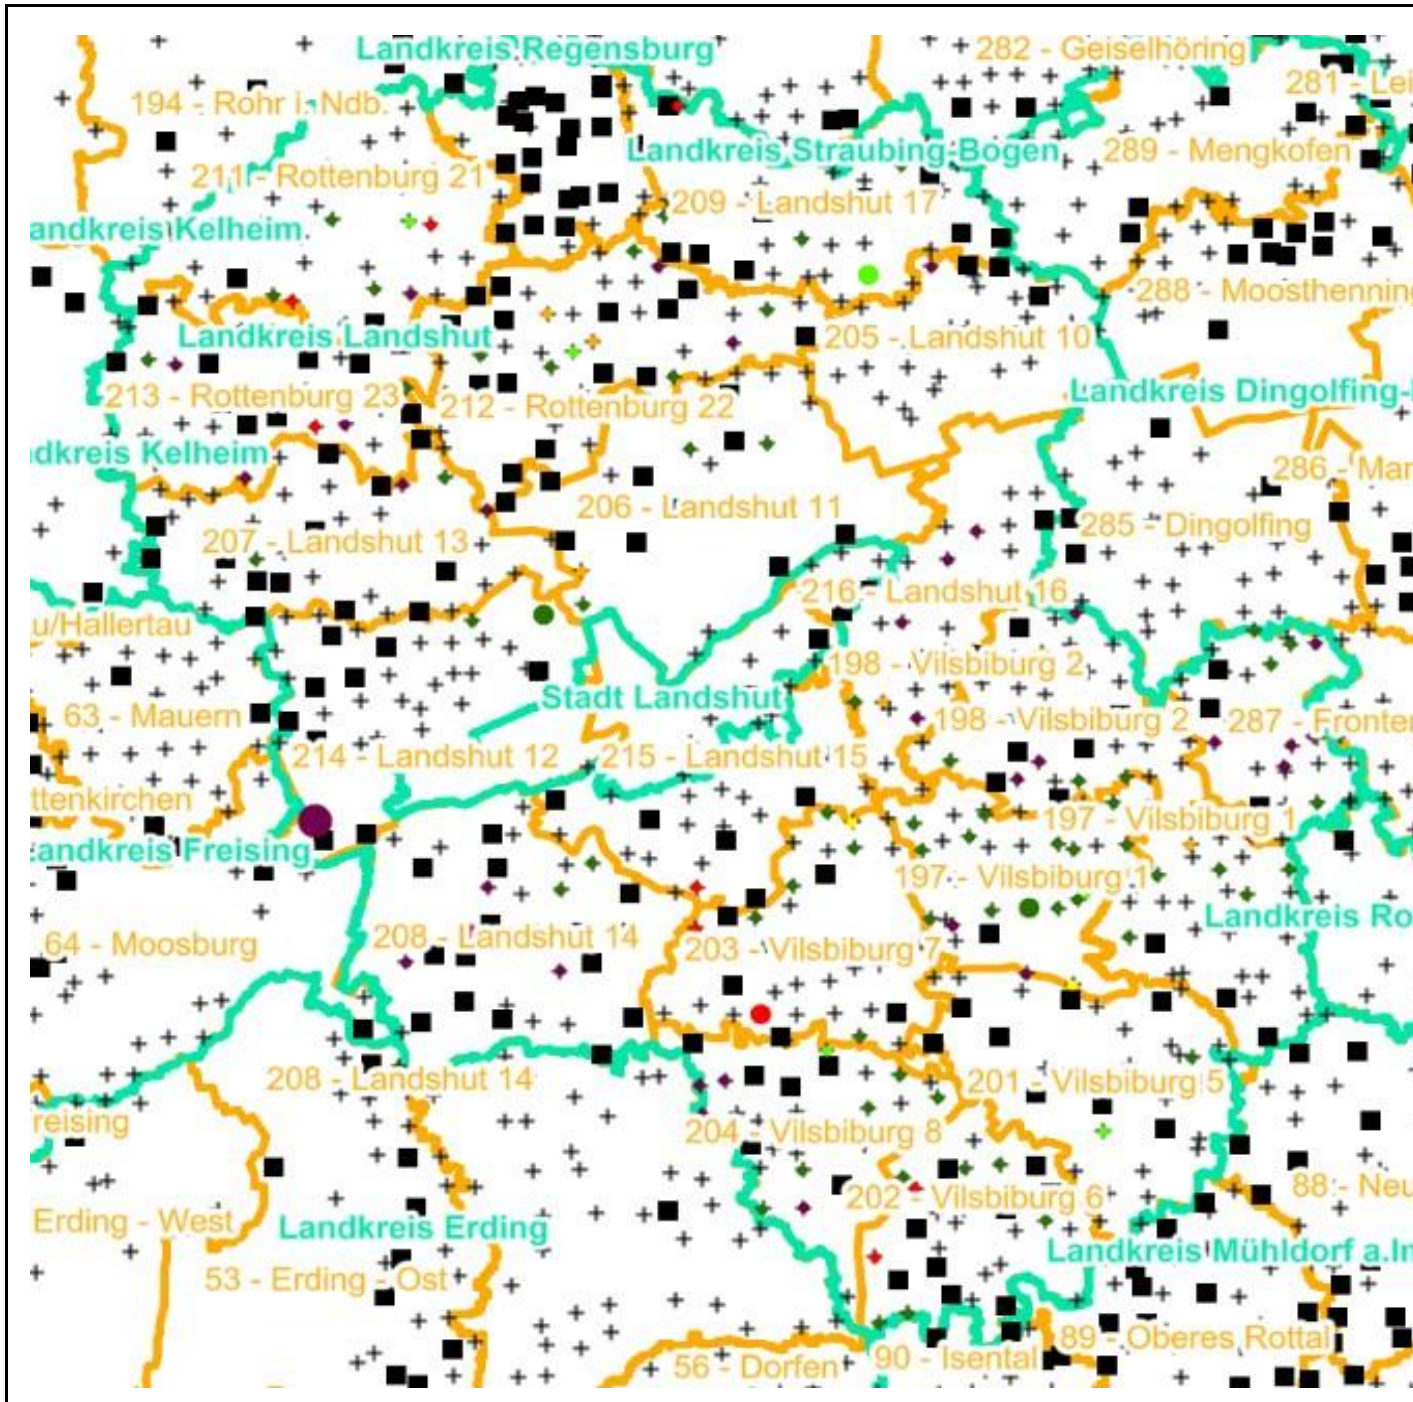 Landkreis Regensburg
282 - Geiselhöring
281 - Lei
194 - Rohr i. Ndb.
Landkreis Straubing-Bogen
289 - Mengkofen
211 - Rottenburg 21
209 - Landshut 17
andkreis Kelheim
288 - Moosthenning
Landkreis Landshut
205 - Landshut 10
Landkreis Dingolfing-
213 - Rottenburg 23
212 - Rottenburg 22
dkreis Kelheim
286 - Mar
206 - Landshut 11
285 - Dingolfing
207 - Landshut 13
216 - Landshut 16
u/Hallertau
198 - Vilsbiburg 2
Stadt Landshut
63 - Mauern
198 - Vilsbiburg 2
287 - Fronten
214 - Landshut 12
215 - Landshut 15
ttenkirchen
197 - Vilsbiburg 1
Landkreis Freising
197 - Vilsbiburg 1
Landkreis Ro
64 - Moosburg
208 - Landshut 14
203 - Vilsbiburg 7
208 - Landshut 14
201 - Vilsbiburg 5
reising
204 - Vilsbiburg 8
88 - Neu
202 - Vilsbiburg 6
Erding - West
Landkreis Erding
Landkreis Mühldorf a.In
53 - Erding - Ost
89 - Oberes Rottal
56 - Dorfen
90 - Isental